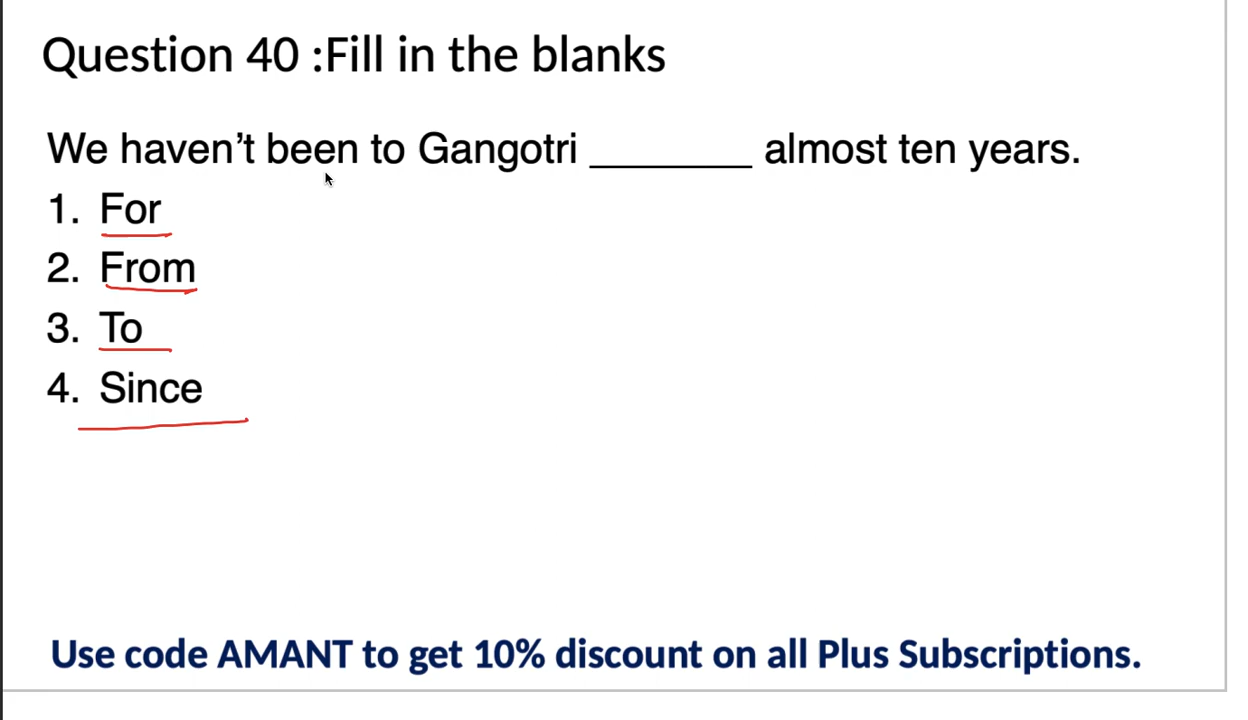 Question 40 :Fill in the blanks
We haven’t been to Gangotri ________ almost ten years.
1. For
2. From
3. To
4. Since
Use code AMANT to get 10% discount on all Plus Subscriptions.